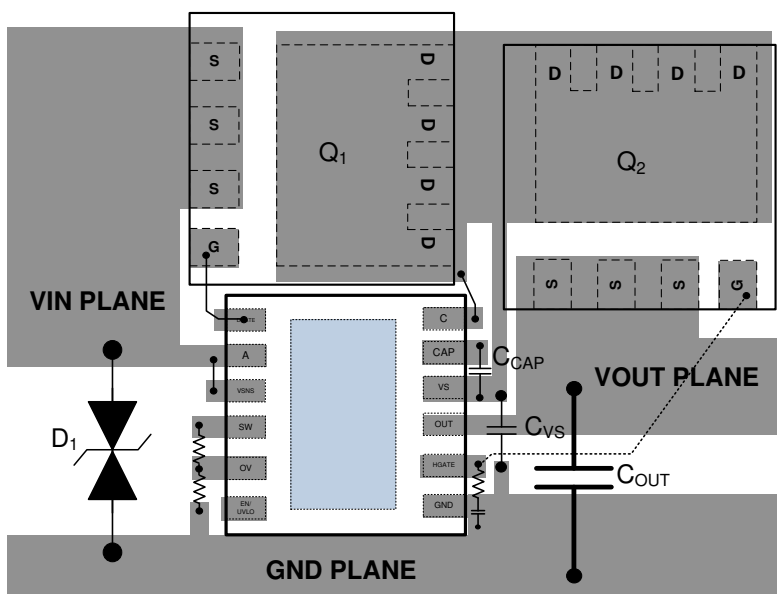 S
D
D D D D
S
D
Q1
Q2
S
D
G
D
S S S G
VIN PLANE
C
A
CAP
CCAP
VSNS
VS
VOUT PLANE
SW
OUT
CVS
D1
OV
HGATE
COUT
EN/
UVLO
GND
GND PLANE